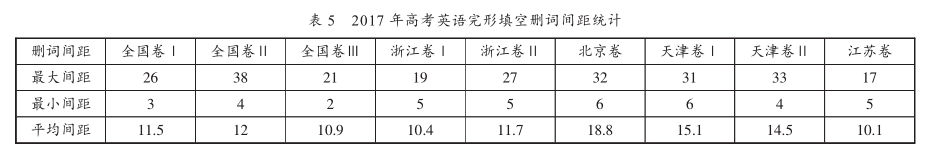 表 5 2017 年高考英语完形填空删词间距统计
删词间距 全国卷Ⅰ 全国卷Ⅱ 全国卷Ⅲ 浙江卷Ⅰ 浙江卷Ⅱ 北京卷 天津卷Ⅰ 天津卷Ⅱ 江苏卷
最大间距 26 38 21 19 27 32 31 33 17
最小间距 3 4 2 5 5 6 6 4 5
平均间距 11.5 12 10.9 10.4 11.7 18.8 15.1 14.5 10.1